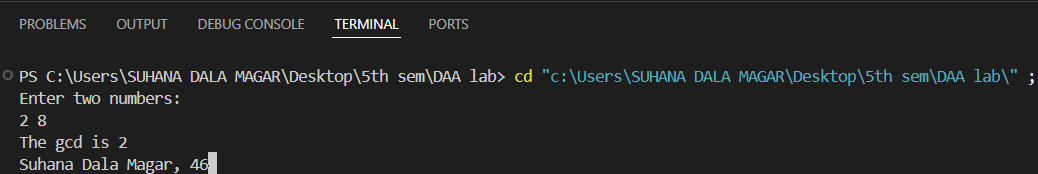 PROBLEMS OUTPUT DEBUG CONSOLE TERMINAL PORTS
PS C:\Users\SUHANA DALA MAGAR\Desktop\5th sem\DAA lab> cd "c:\Users\SUHANA DALA MAGAR\Desktop\5th sem\DAA lab\" ;
Enter two numbers:
2 8
The gcd is 2
Suhana Dala Magar, 46